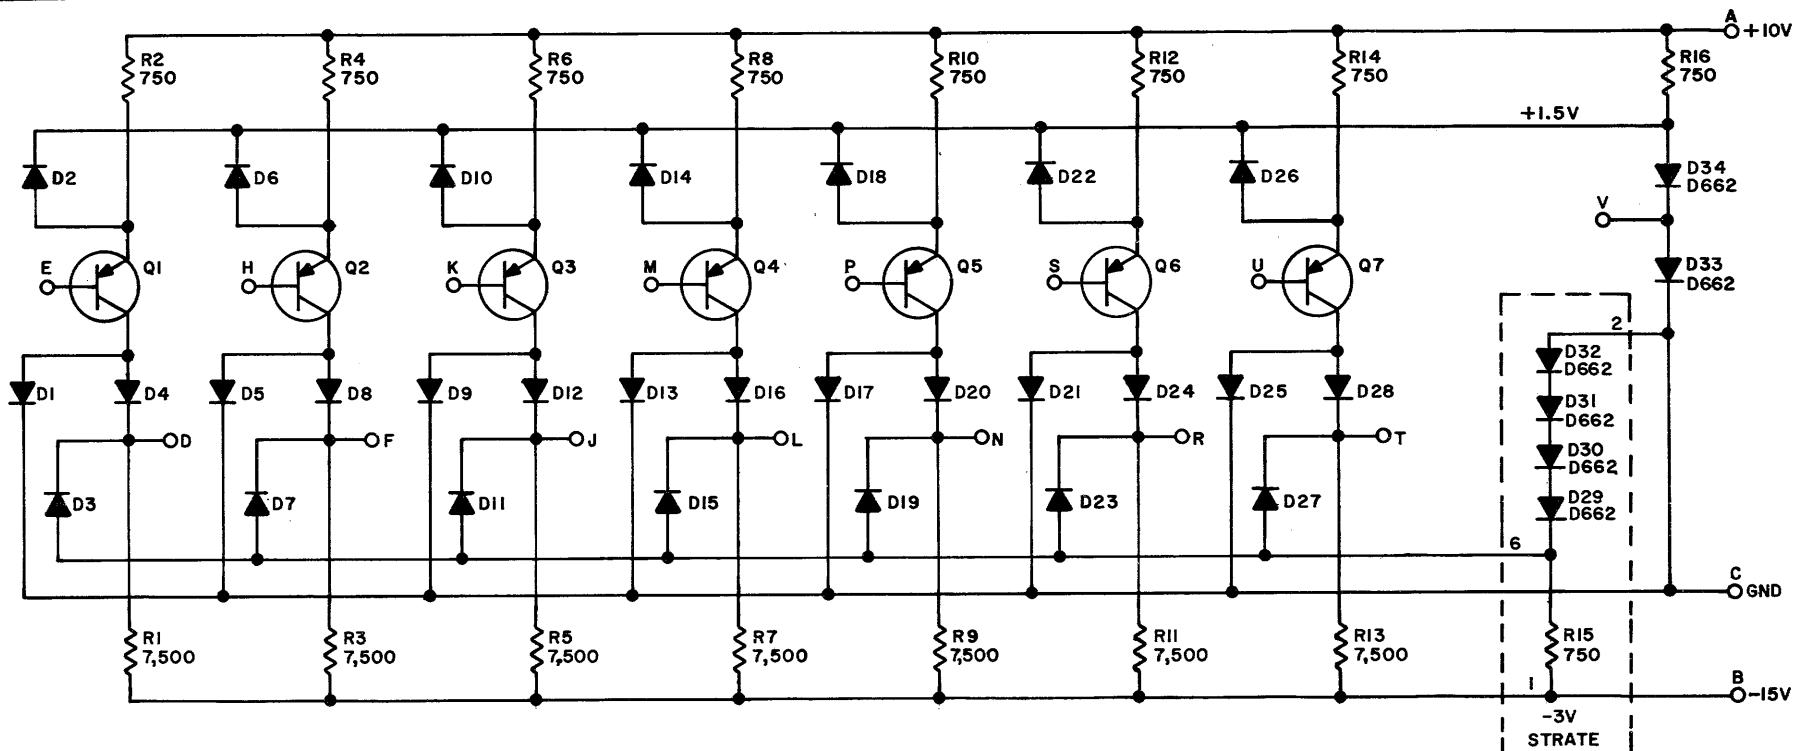 A
+10V
R2
750
R4
750
R6
750
R8
750
R10
750
R12
750
R14
750
R16
750
+1.5V
D2
D6
D10
D14
D18
D22
D26
D34
D662
V
E
Q1
H
Q2
K
Q3
M
Q4
P
Q5
S
Q6
U
Q7
D33
D662
2
D1
D4
D5
D8
D9
D12
D13
D16
D17
D20
D21
D24
D25
D28
D32
D662
D31
D662
D30
D662
D29
D662
D
F
J
L
N
R
T
D3
D7
D11
D15
D19
D23
D27
6
C
GND
R1
7,500
R3
7,500
R5
7,500
R7
7,500
R9
7,500
R11
7,500
R13
7,500
R15
750
1
B
-15V
-3V
STRATE